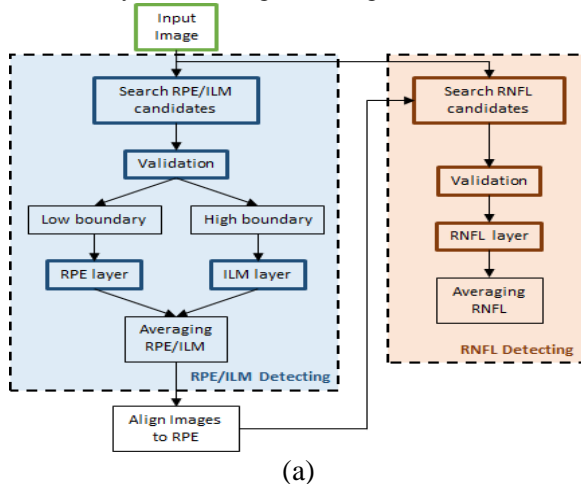 Input
Image
Search RPE/ILM
candidates
Validation
Low boundary
High boundary
RPE layer
ILM layer
Averaging
RPE/ILM
RPE/ILM Detecting
Align Images
to RPE
Search RNFL
candidates
Validation
RNFL layer
Averaging
RNFL
RNFL Detecting
(a)